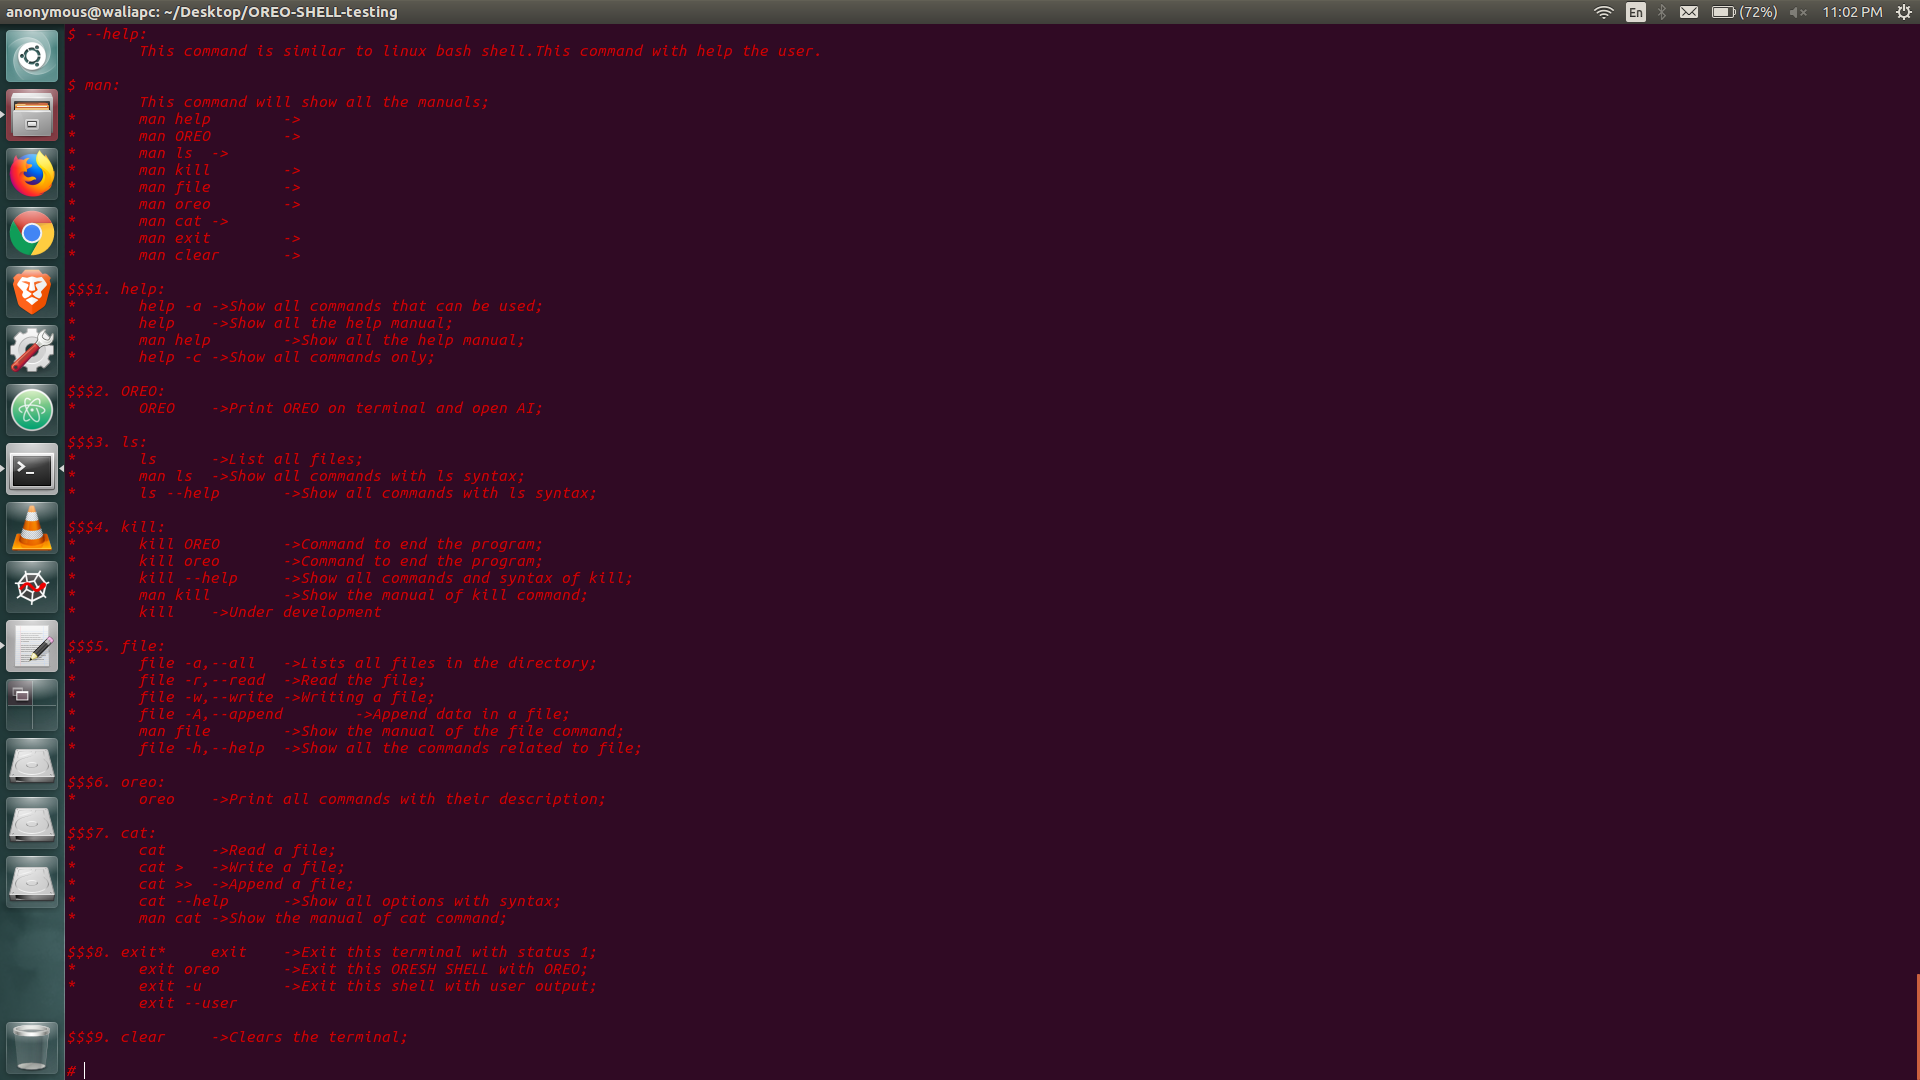 anonymous@waliapc: ~/Desktop/OREO-SHELL-testing En (72%) 11:02 PM
$ --help:
This command is similar to linux bash shell.This command with help the user.
$ man:
This command will show all the manuals;
* man help ->
* man OREO ->
* man ls ->
* man kill ->
* man file ->
* man oreo ->
* man cat ->
* man exit ->
* man clear ->
$$$1. help:
* help -a ->Show all commands that can be used;
* help ->Show all the help manual;
* man help ->Show all the help manual;
* help -c ->Show all commands only;
$$$2. OREO:
* OREO ->Print OREO on terminal and open AI;
$$$3. ls:
* ls ->List all files;
* man ls ->Show all commands with ls syntax;
* ls --help ->Show all commands with ls syntax;
$$$4. kill:
* kill OREO ->Command to end the program;
* kill oreo ->Command to end the program;
* kill --help ->Show all commands and syntax of kill;
* man kill ->Show the manual of kill command;
* kill ->Under development
$$$5. file:
* file -a,--all ->Lists all files in the directory;
* file -r,--read ->Read the file;
* file -w,--write ->Writing a file;
* file -A,--append ->Append data in a file;
* man file ->Show the manual of the file command;
* file -h,--help ->Show all the commands related to file;
$$$6. oreo:
* oreo ->Print all commands with their description;
$$$7. cat:
* cat ->Read a file;
* cat > ->Write a file;
* cat >> ->Append a file;
* cat --help ->Show all options with syntax;
* man cat ->Show the manual of cat command;
$$$8. exit* exit ->Exit this terminal with status 1;
* exit oreo ->Exit this ORESH SHELL with OREO;
* exit -u ->Exit this shell with user output;
exit --user
$$$9. clear ->Clears the terminal;
#